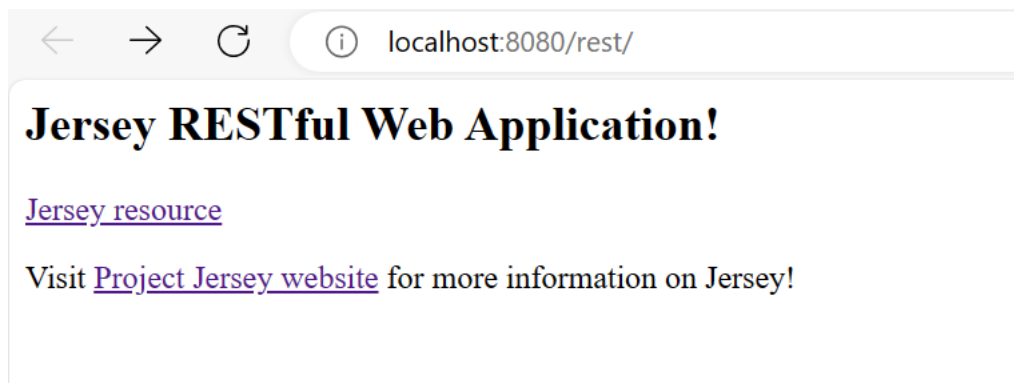 localhost:8080/rest/
Jersey RESTful Web Application!
Jersey resource
Visit Project Jersey website for more information on Jersey!